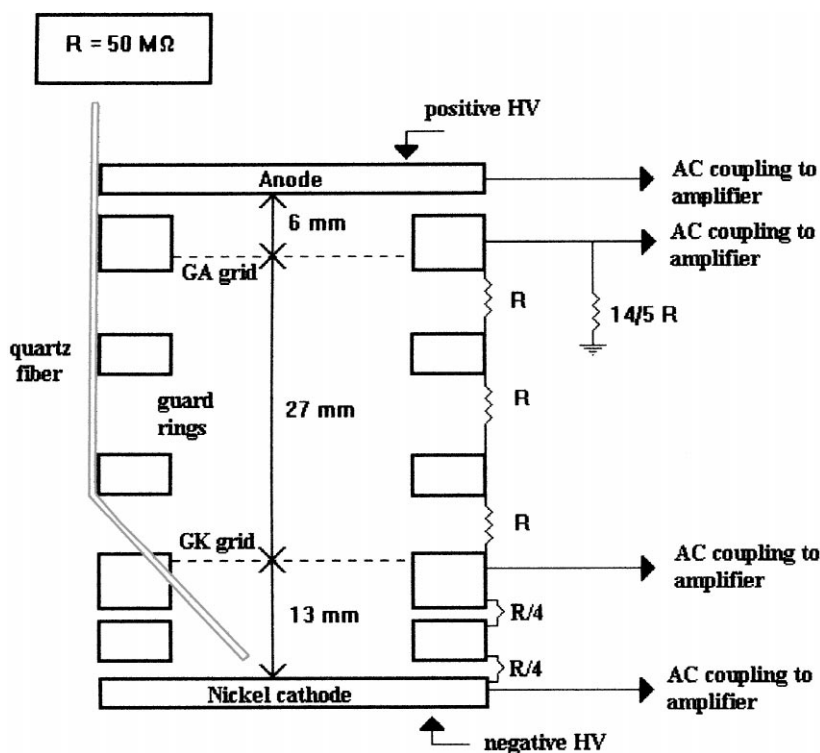 R = 50 MΩ
positive HV
Anode
AC coupling to
amplifier
6 mm
AC coupling to
amplifier
GA grid
R
14/5 R
quartz
fiber
guard
rings
27 mm
R
R
GK grid
AC coupling to
amplifier
13 mm
R/4
R/4
AC coupling to
amplifier
Nickel cathode
negative HV